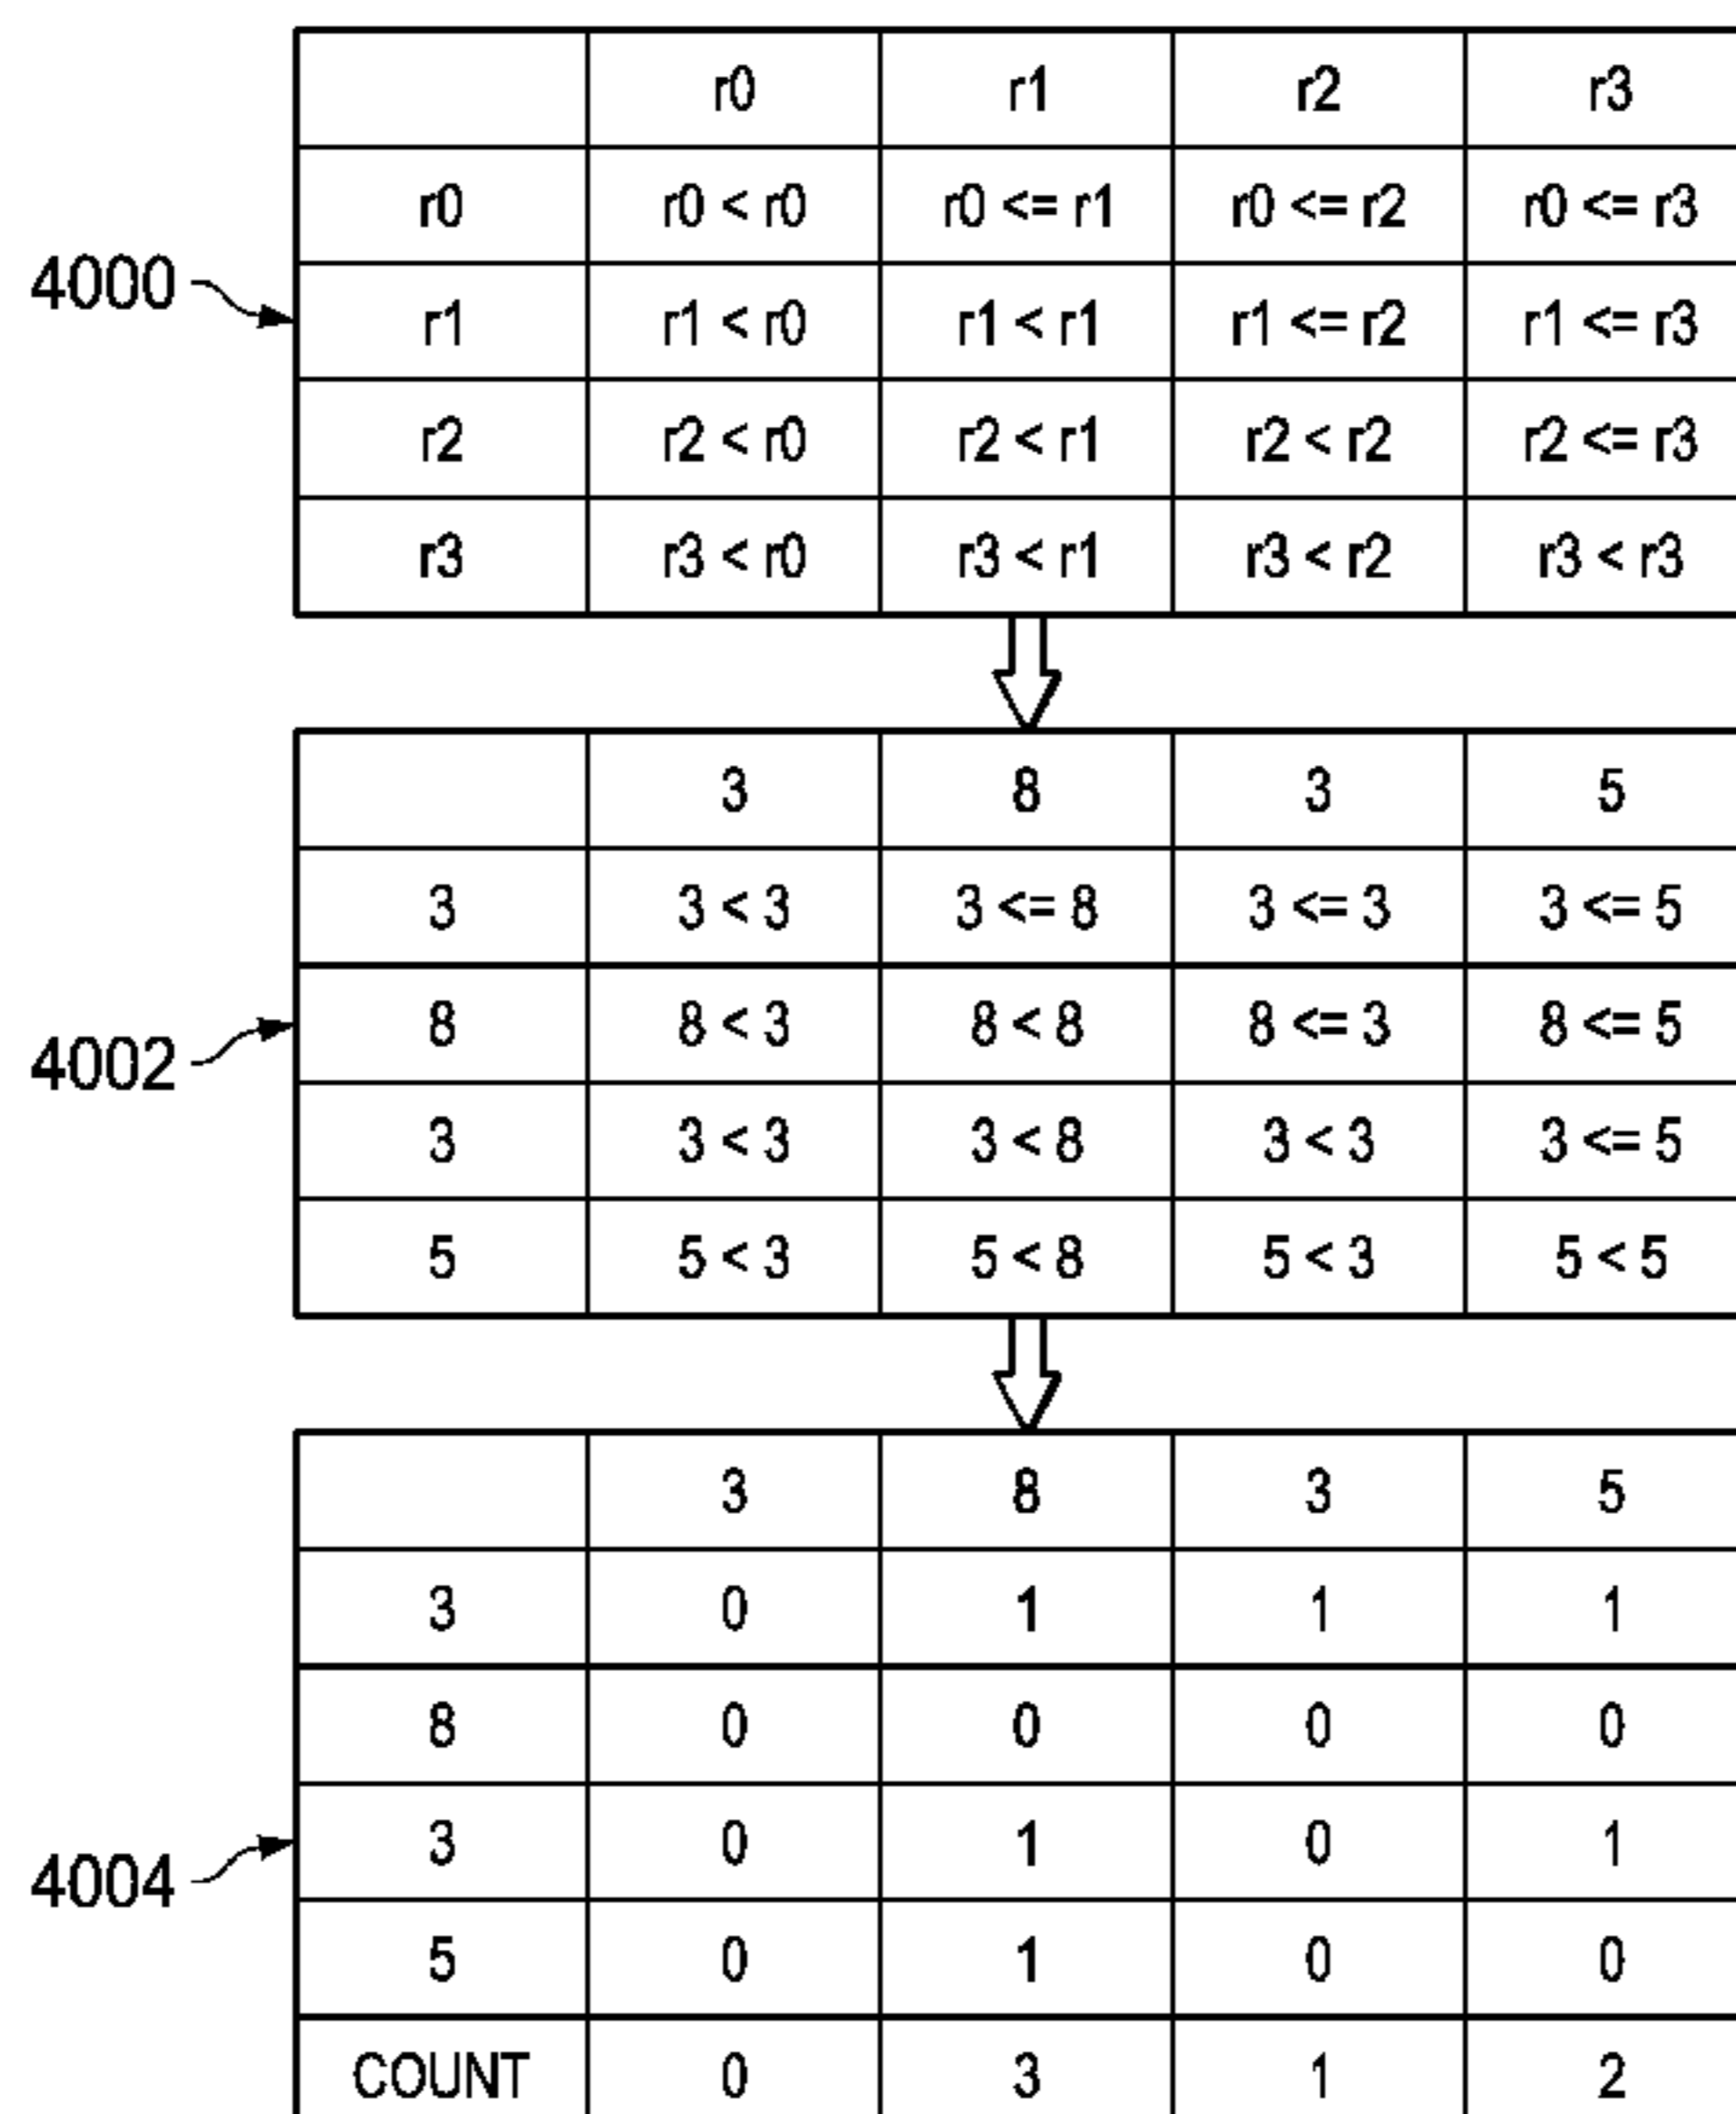 r0 r1 r2 r3
r0 r0 < r0 r0 <= r1 r0 <= r2 r0 <= r3
4000
r1 r1 < r0 r1 < r1 r1 <= r2 r1 <= r3
r2 r2 < r0 r2 < r1 r2 < r2 r2 <= r3
r3 r3 < r0 r3 < r1 r3 < r2 r3 < r3
3 8 3 5
3 3 < 3 3 <= 8 3 <= 3 3 <= 5
8 8 < 3 8 < 8 8 <= 3 8 <= 5
4002
3 3 < 3 3 < 8 3 < 3 3 <= 5
5 5 < 3 5 < 8 5 < 3 5 < 5
3 8 3 5
3 0 1 1 1
8 0 0 0 0
3 0 1 0 1
4004
5 0 1 0 0
COUNT 0 3 1 2